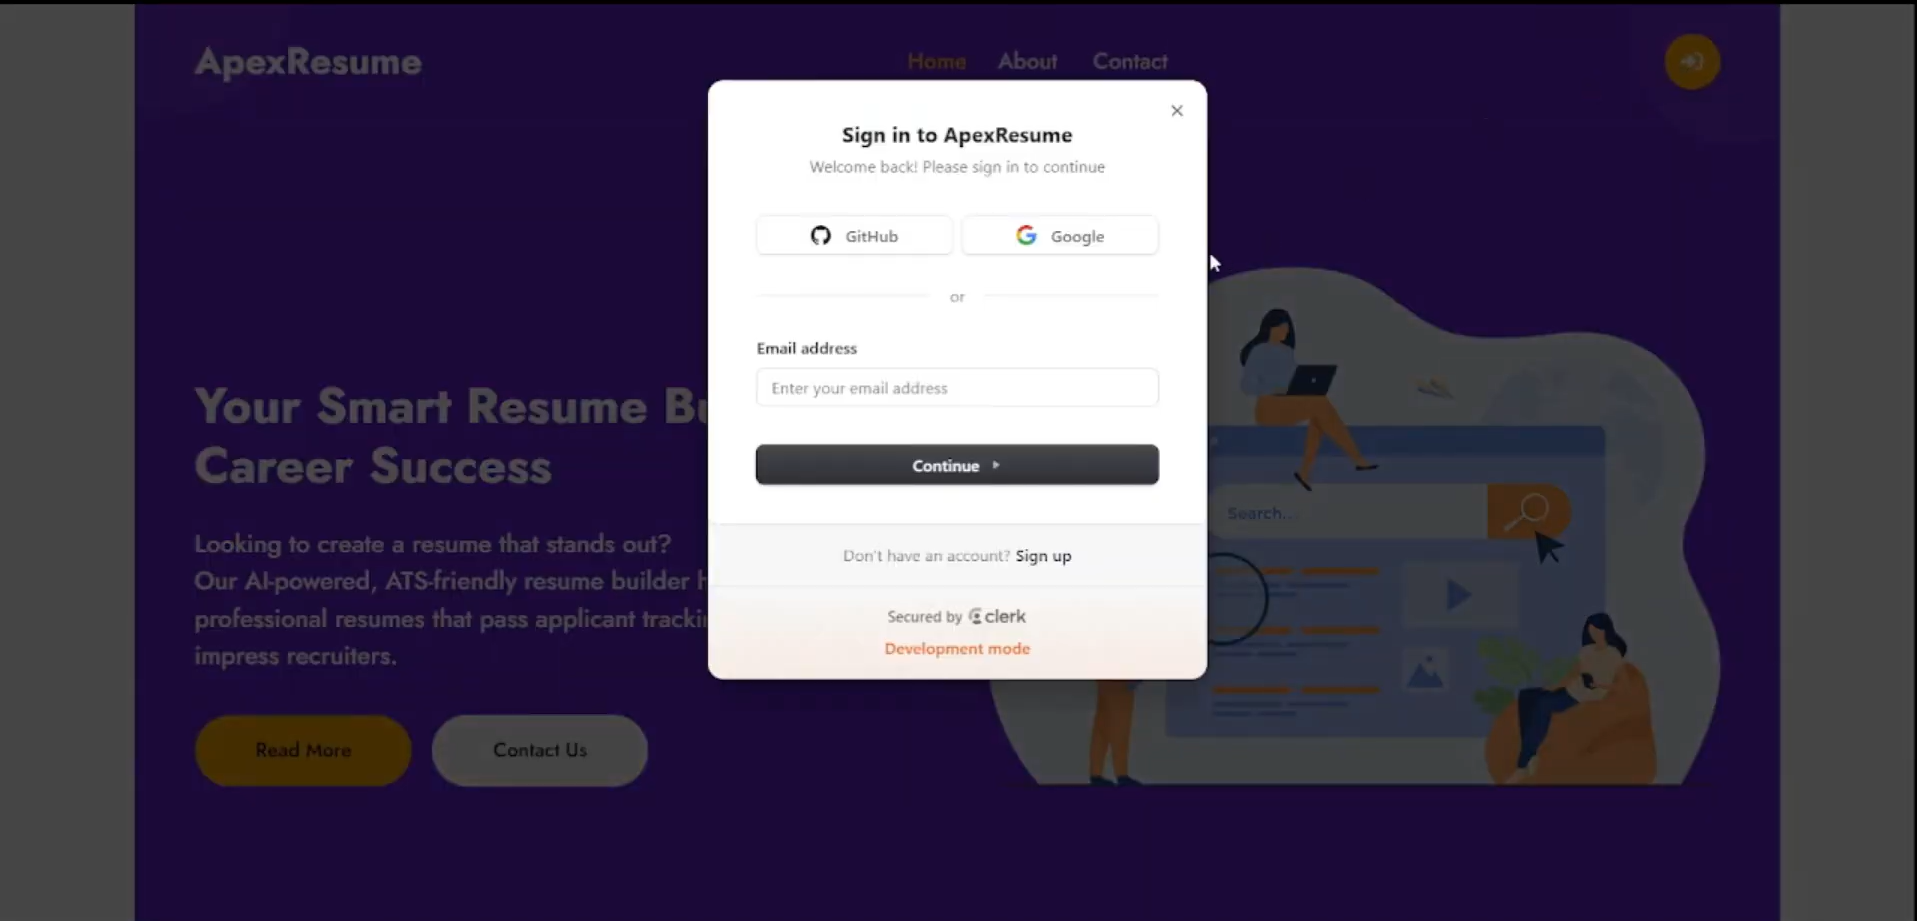 ApexResume
Home
About
Contact
Sign in to ApexResume
Welcome back! Please sign in to continue
GitHub
Google
or
Email address
Enter your email address
Continue
Don't have an account? Sign up
Secured by clerk
Development mode
Your Smart Resume
Career Success
Looking to create a resume that stands out?
Our AI-powered, ATS-friendly resume builder
professional resumes that pass applicant
impress recruiters.
Read More
Contact Us
Search..